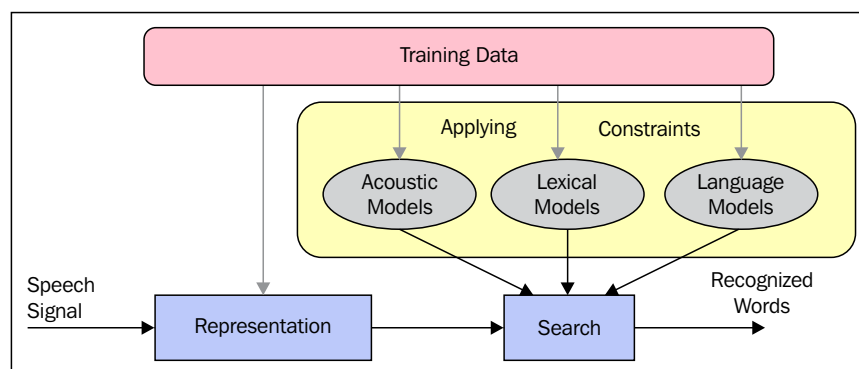 Training Data
Applying Constraints
Acoustic
Models
Lexical
Models
Language
Models
Speech
Signal
Representation
Search
Recognized
Words